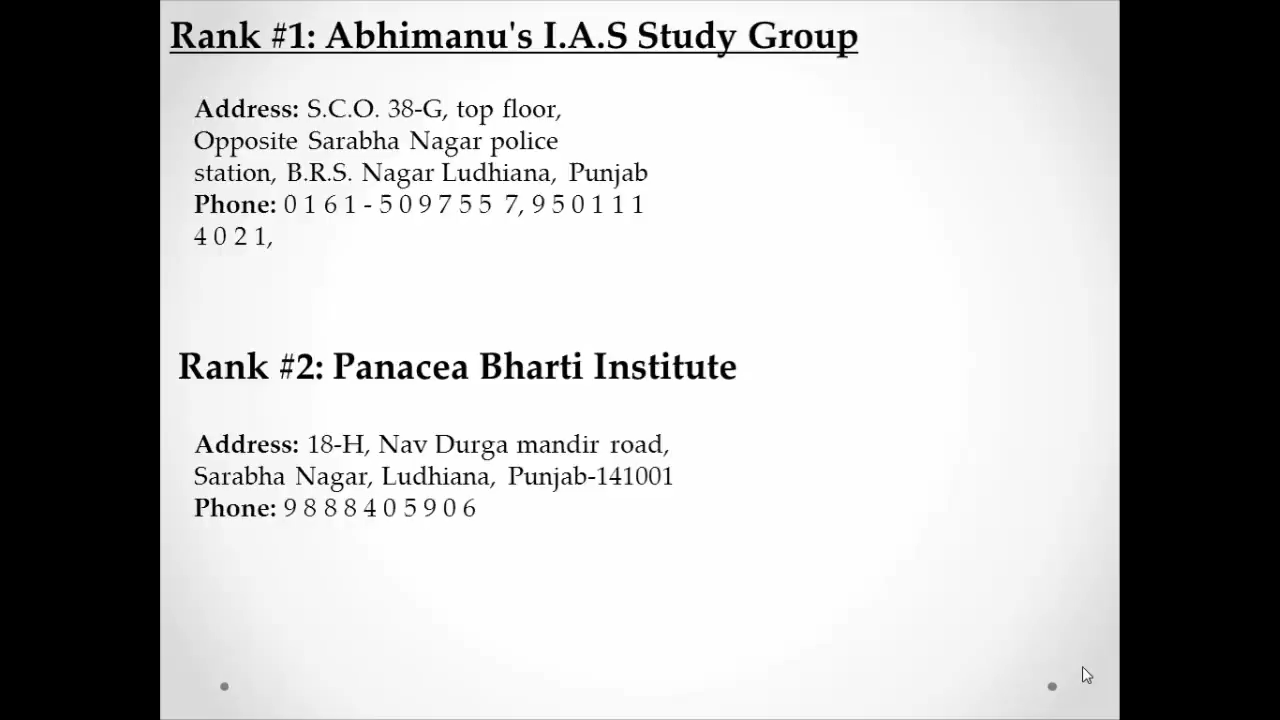 Rank #1: Abhimanu's I.A.S Study Group
Address: S.C.O. 38-G, top floor,
Opposite Sarabha Nagar police
station, B.R.S. Nagar Ludhiana, Punjab
Phone: 0 1 6 1 - 5 0 9 7 5 5 7, 9 5 0 1 1 1
4 0 2 1,
Rank #2: Panacea Bharti Institute
Address: 18-H, Nav Durga mandir road,
Sarabha Nagar, Ludhiana, Punjab-141001
Phone: 9 8 8 8 4 0 5 9 0 6